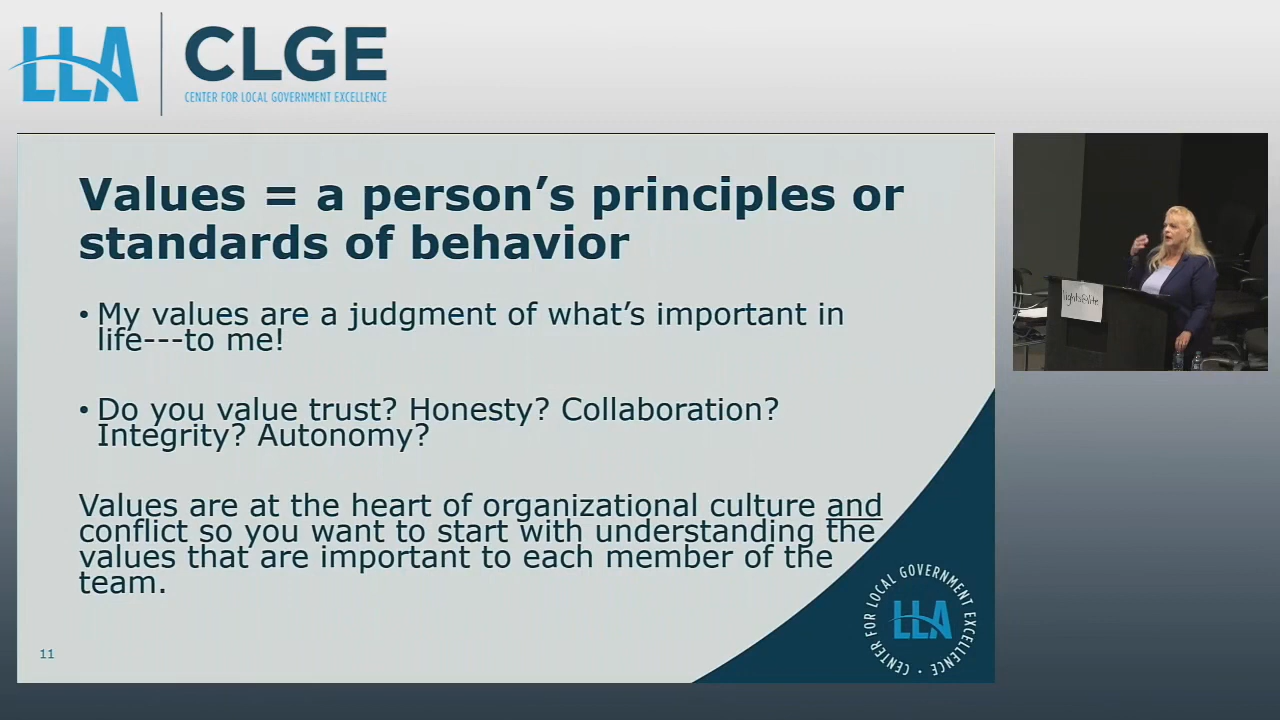 LLA
CLGE
CENTER FOR LOCAL GOVERNMENT EXCELLENCE
Values = a person’s principles or
standards of behavior
• My values are a judgment of what’s important in
life---to me!
• Do you value trust? Honesty? Collaboration?
Integrity? Autonomy?
Values are at the heart of organizational culture and
conflict so you want to start with understanding the
values that are important to each member of the
team.
11
CENTER FOR LOCAL GOVERNMENT EXCELLENCE ·
LLA